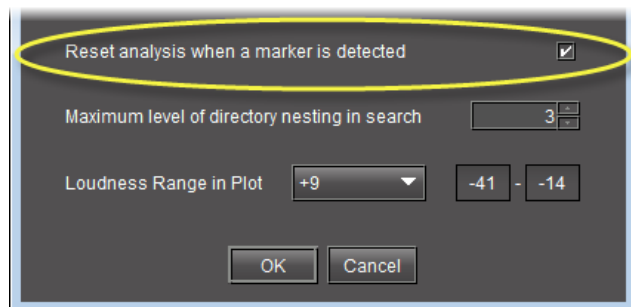 Reset analysis when a marker is detected
Maximum level of directory nesting in search 3
Loudness Range in Plot +9 -41 - -14
OK Cancel